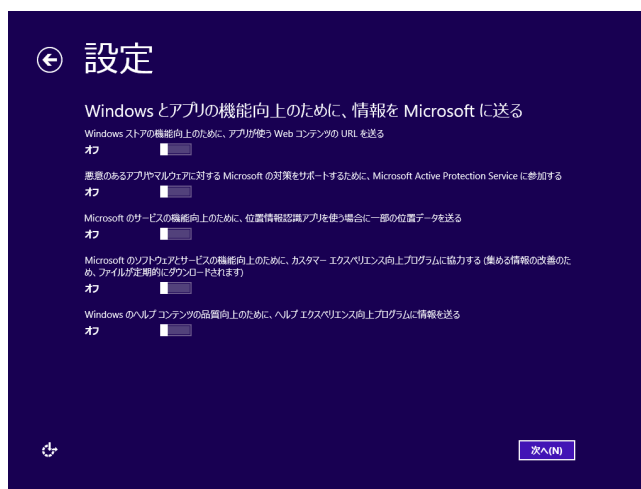 設定
Windows とアプリの機能向上のために、情報を Microsoft に送る
Windows ストアの機能向上のために、アプリが使う Web コンテンツの URL を送る
オフ
悪意のあるアプリやマルウェアに対する Microsoft の対策をサポートするために、Microsoft Active Protection Service に参加する
オフ
Microsoft のサービスの機能向上のために、位置情報認識アプリを使う場合に一部の位置データを送る
オフ
Microsoft のソフトウェアとサービスの機能向上のために、カスタマー エクスペリエンス向上プログラムに協力する (集める情報の改善のた
め、ファイルが定期的にダウンロードされます)
オフ
Windows のヘルプ コンテンツの品質向上のために、ヘルプ エクスペリエンス向上プログラムに情報を送る
オフ
次へ(N)